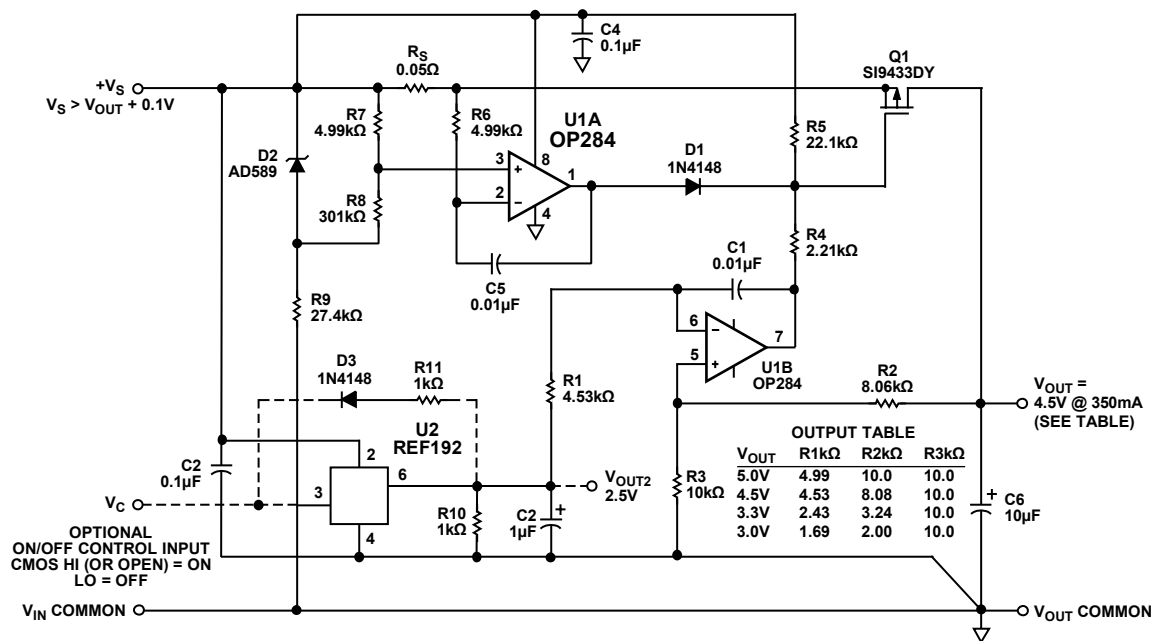 C4
0.1µF
RS
0.05Ω
Q1
SI9433DY
+VS
VS > VOUT + 0.1V
R7
4.99kΩ
R6
4.99kΩ
U1A
OP284
R5
22.1kΩ
D2
AD589
D1
1N4148
3
+
8
1
2
−
4
R8
301kΩ
R4
2.21kΩ
C5
0.01µF
C1
0.01µF
R9
27.4kΩ
6
−
7
5
+
U1B
OP284
D3
1N4148
R11
1kΩ
R1
4.53kΩ
R2
8.06kΩ
VOUT =
4.5V @ 350mA
(SEE TABLE)
U2
REF192
C2
0.1µF
2
6
3
4
VOUT2
2.5V
R3
10kΩ
OUTPUT TABLE
VOUT R1kΩ R2kΩ R3kΩ
5.0V 4.99 10.0 10.0
4.5V 4.53 8.08 10.0
3.3V 2.43 3.24 10.0
3.0V 1.69 2.00 10.0
+
C6
10µF
VC
R10
1kΩ
+
C2
1µF
OPTIONAL
ON/OFF CONTROL INPUT
CMOS HI (OR OPEN) = ON
LO = OFF
VIN COMMON
VOUT COMMON